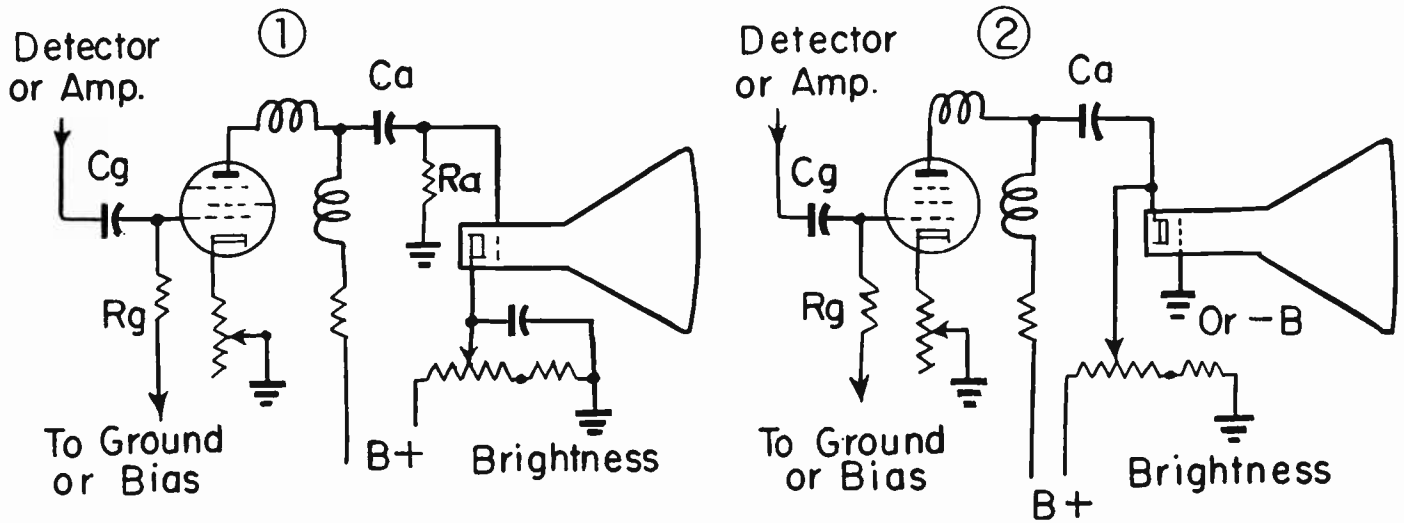 ①
Detector
or Amp.
Ca
Cg
Ra
Rg
To Ground
or Bias
B+
Brightness
②
Detector
or Amp.
Ca
Cg
Rg
Or – B
To Ground
or Bias
B+
Brightness